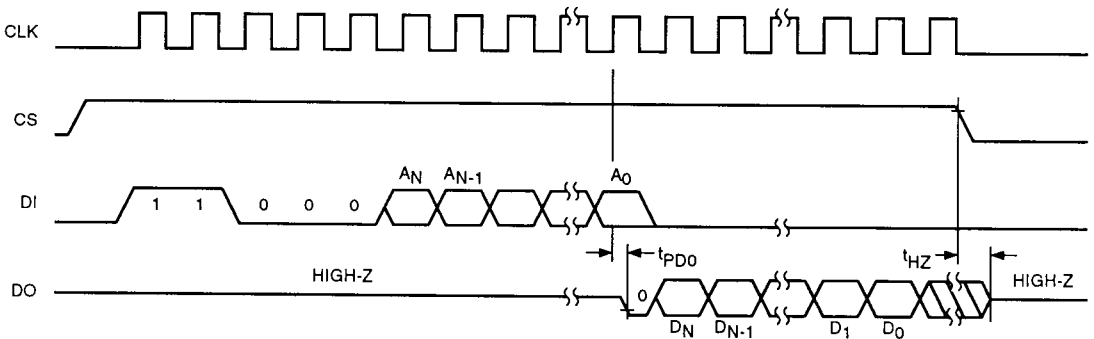 CLK
CS
DI
1 1 0 0 0 AN AN-1 A0
tPD0
tHZ
DO
HIGH-Z
0 DN DN-1 D1 D0
HIGH-Z